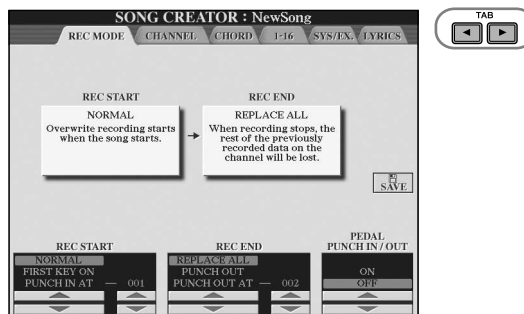 SONG CREATOR : NewSong
TAB
REC MODE CHANNEL CHORD 1-16 SYS/EX. LYRICS
REC START REC END
NORMAL
Overwrite recording starts
when the song starts.
REPLACE ALL
When recording stops, the
rest of the previously
recorded data on the
channel will be lost.
SAVE
REC START
NORMAL
FIRST KEY ON
PUNCH IN AT — 001
REC END
REPLACE ALL
PUNCH OUT
PUNCH OUT AT — 002
PEDAL
PUNCH IN / OUT
ON
OFF